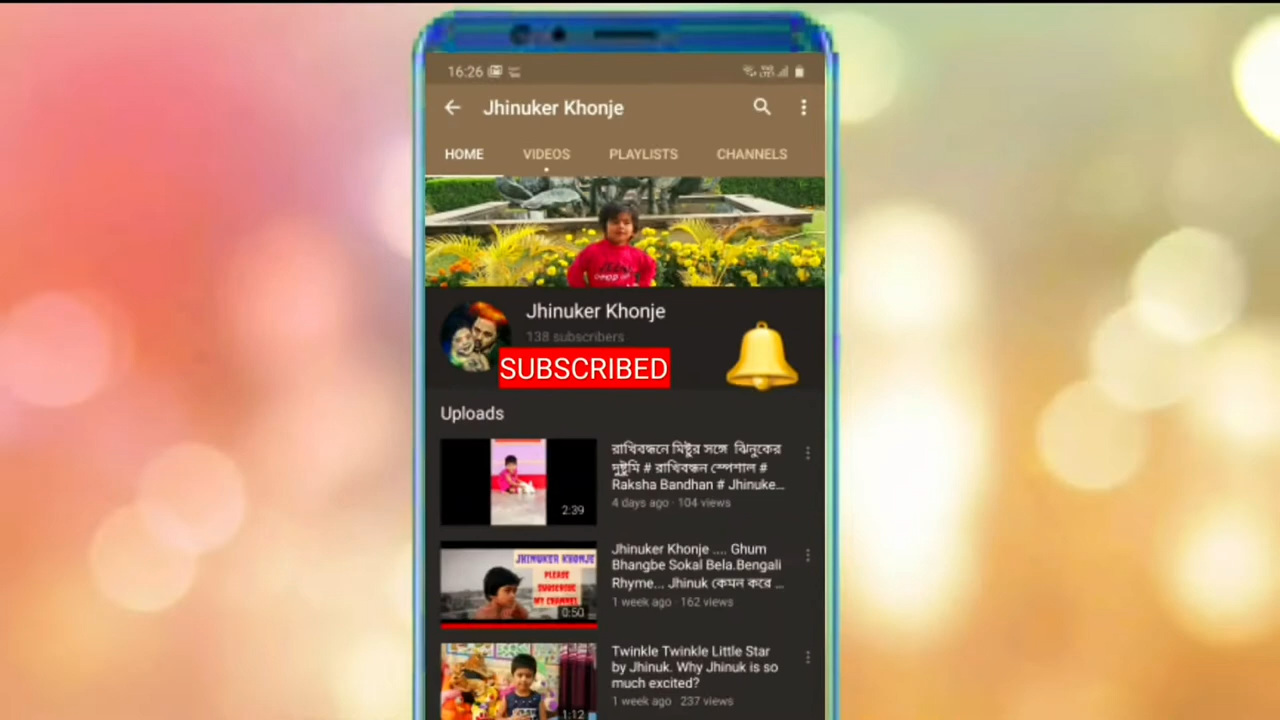 16:26
Jhinuker Khonje
HOME VIDEOS PLAYLISTS CHANNELS
Jhinuker Khonje
138 subscribers
SUBSCRIBED
Uploads
রাখিবন্ধনে মিষ্টুর সঙ্গে ঝিনুকের
দুষ্টুমি # রাখিবন্ধন স্পেশাল #
Raksha Bandhan # Jhinuke...
4 days ago · 104 views
2:39
Jhinuker Khonje .... Ghum
Bhangbe Sokal Bela.Bengali
Rhyme... Jhinuk কেমন করে ...
1 week ago · 162 views
JHINUKER KHONJE
PLEASE
SUBSCRIBE
MY CHANNEL
0:50
Twinkle Twinkle Little Star
by Jhinuk. Why Jhinuk is so
much excited?
1 week ago · 237 views
1:12